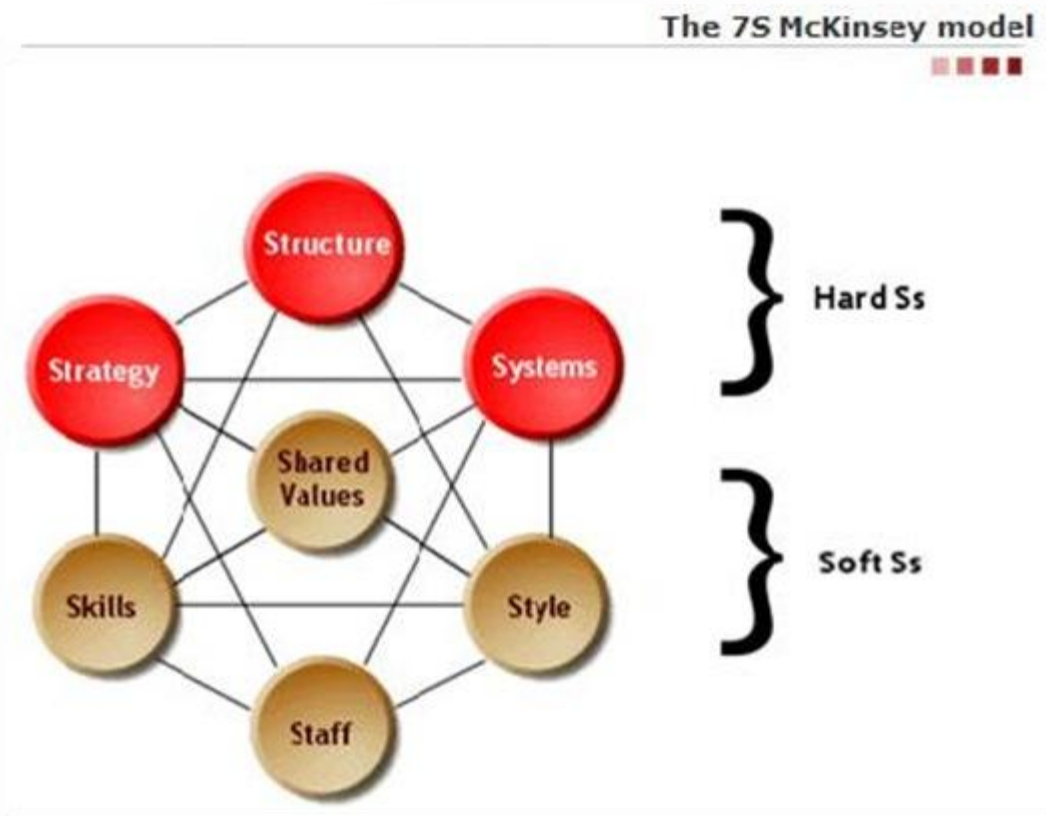 The 7S McKinsey model
Structure
Hard Ss
Strategy
Systems
Shared
Values
Soft Ss
Skills
Style
Staff